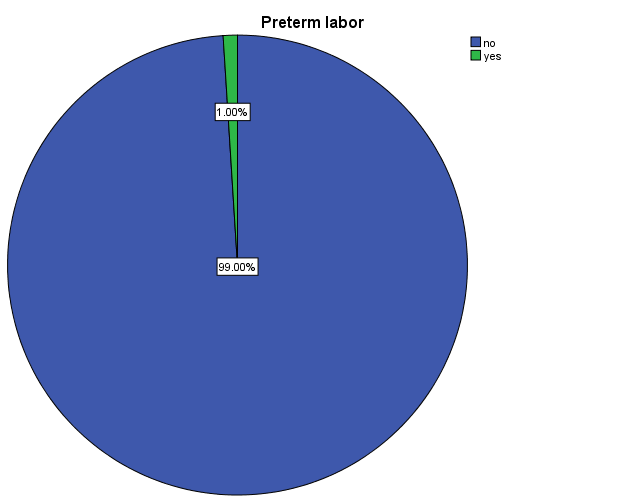 Preterm labor
no
yes
1.00%
99.00%